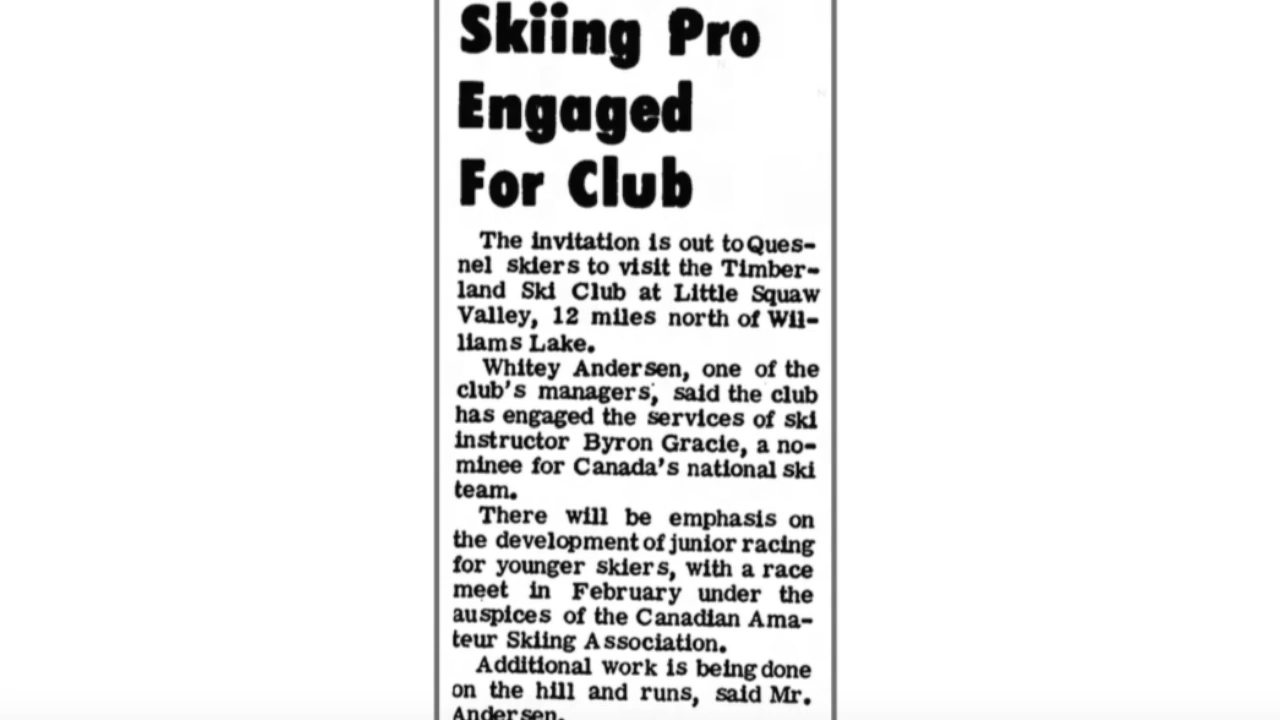 Skiing Pro
Engaged
For Club
The invitation is out to Ques-
nel skiers to visit the Timber-
land Ski Club at Little Squaw
Valley, 12 miles north of Wil-
liams Lake.
Whitey Andersen, one of the
club's managers, said the club
has engaged the services of ski
instructor Byron Gracie, a no-
minee for Canada's national ski
team.
There will be emphasis on
the development of junior racing
for younger skiers, with a race
meet in February under the
auspices of the Canadian Ama-
teur Skiing Association.
Additional work is being done
on the hill and runs, said Mr.
Andersen.